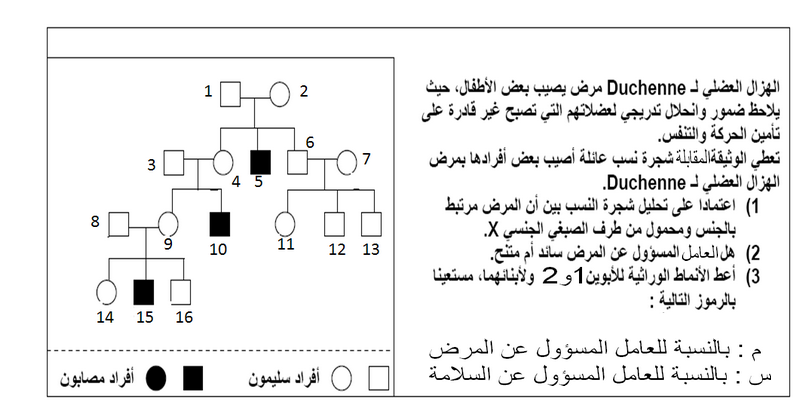 الهزال العضلي لـ Duchenne مرض يصيب بعض الأطفال، حيث
يلاحظ ضمور وانحلال تدريجي لعضلاتهم التي تصبح غير قادرة على
تأمين الحركة والتنفس.
تعطي الوثيقةالمقابلة شجرة نسب عائلة أصيب بعض أفرادها بمرض
الهزال العضلي لـ Duchenne.
1) اعتمادا على تحليل شجرة النسب بين أن المرض مرتبط
بالجنس ومحمول من طرف الصبغي الجنسي X.
2) هل العامل المسؤول عن المرض سائد أم متنح.
3) أعط الأنماط الوراثية للأبوين 1 و 2 ولأبنائهما، مستعينا
بالرموز التالية :
م : بالنسبة للعامل المسؤول عن المرض
س : بالنسبة للعامل المسؤول عن السلامة
1 2
3 4 5 6 7
8 9 10 11 12 13
14 15 16
أفراد سليمون أفراد مصابون